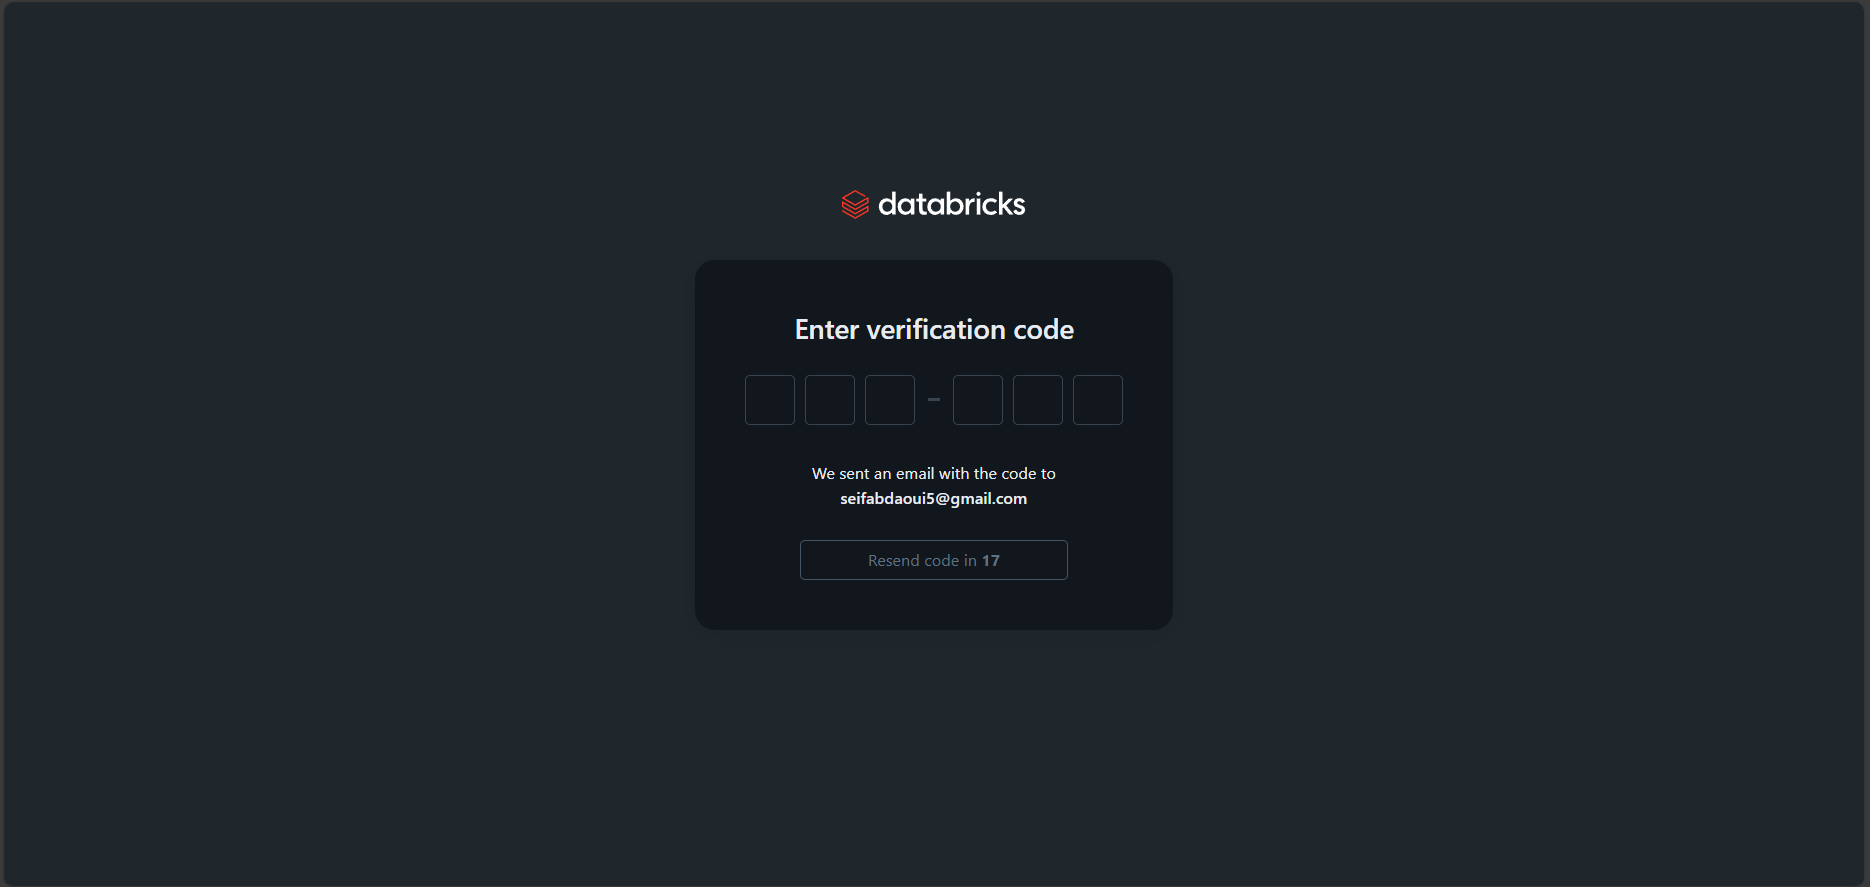 databricks
Enter verification code
We sent an email with the code to
seifabdaoui5@gmail.com
Resend code in 17